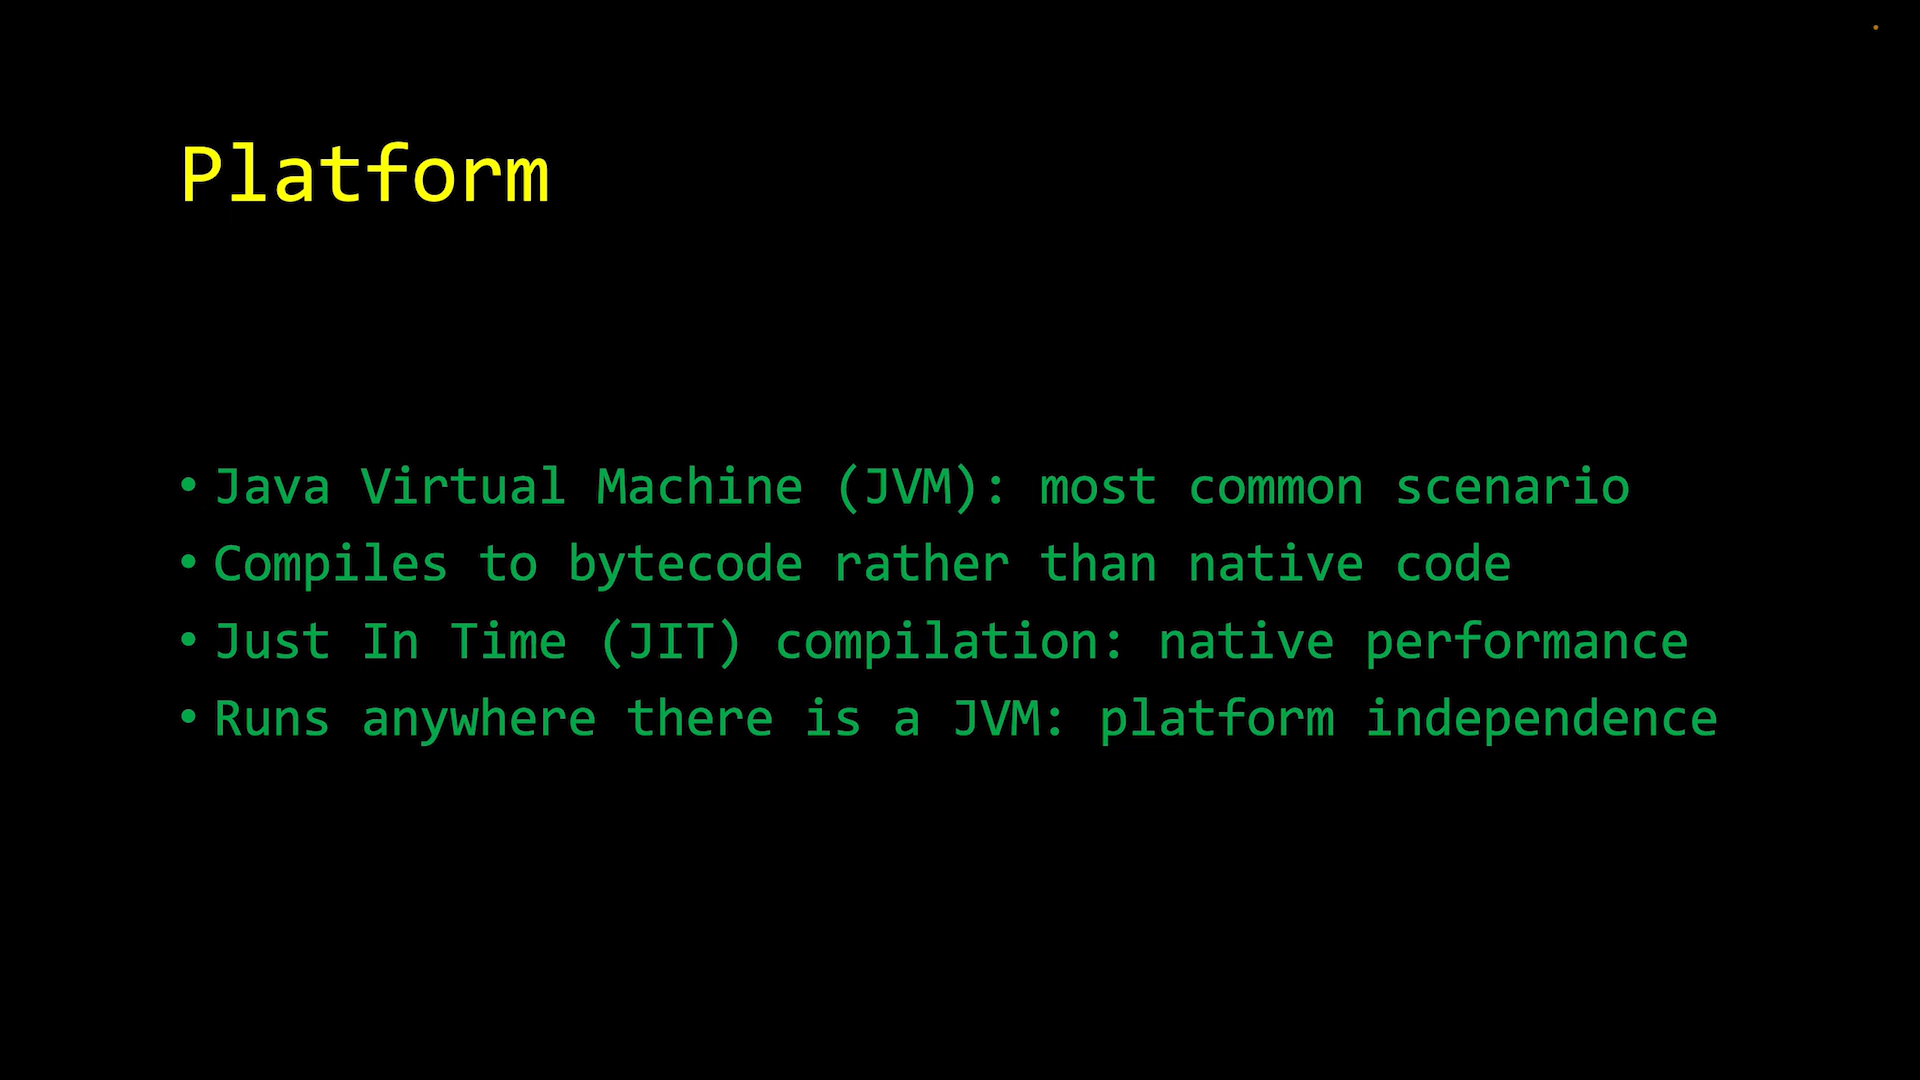 Platform
• Java Virtual Machine (JVM): most common scenario
• Compiles to bytecode rather than native code
• Just In Time (JIT) compilation: native performance
• Runs anywhere there is a JVM: platform independence